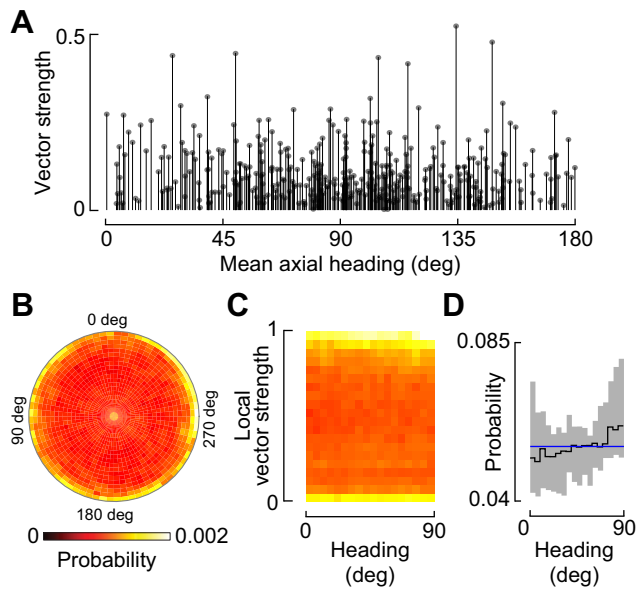 A
0.5
Vector strength
0
0 45 90 135 180
Mean axial heading (deg)
B
0 deg
90 deg
270 deg
180 deg
0 0.002
Probability
C
1
Local
vector strength
0
0 90
Heading
(deg)
D
0.085
Probability
0.04
0 90
Heading
(deg)